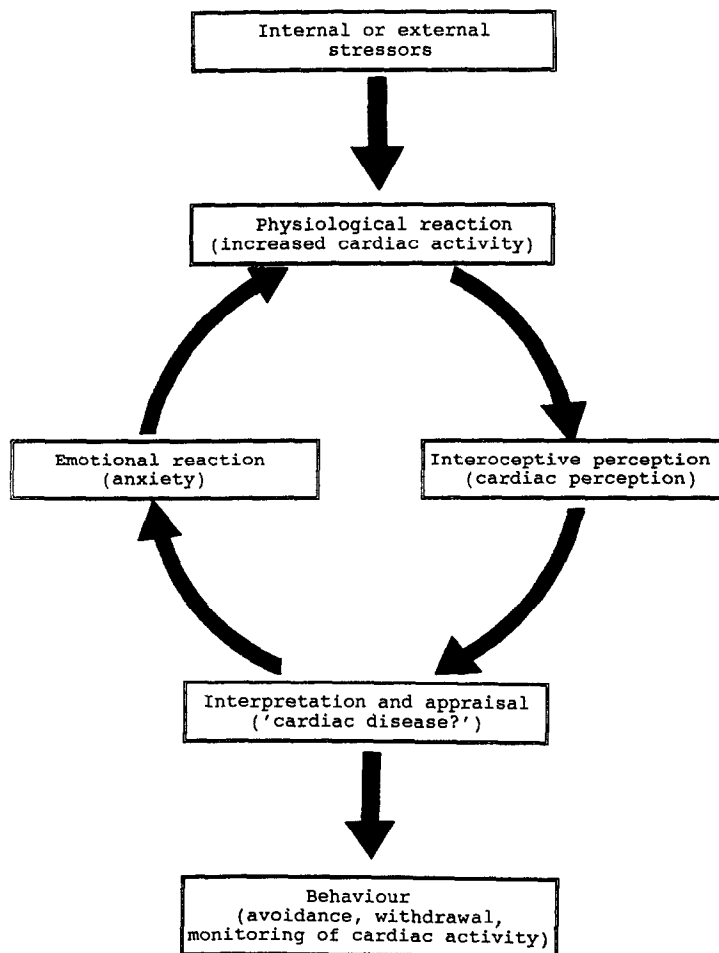 Internal or external
stressors
Physiological reaction
(increased cardiac activity)
Emotional reaction
(anxiety)
Interoceptive perception
(cardiac perception)
Interpretation and appraisal
('cardiac disease?')
Behaviour
(avoidance, withdrawal,
monitoring of cardiac activity)